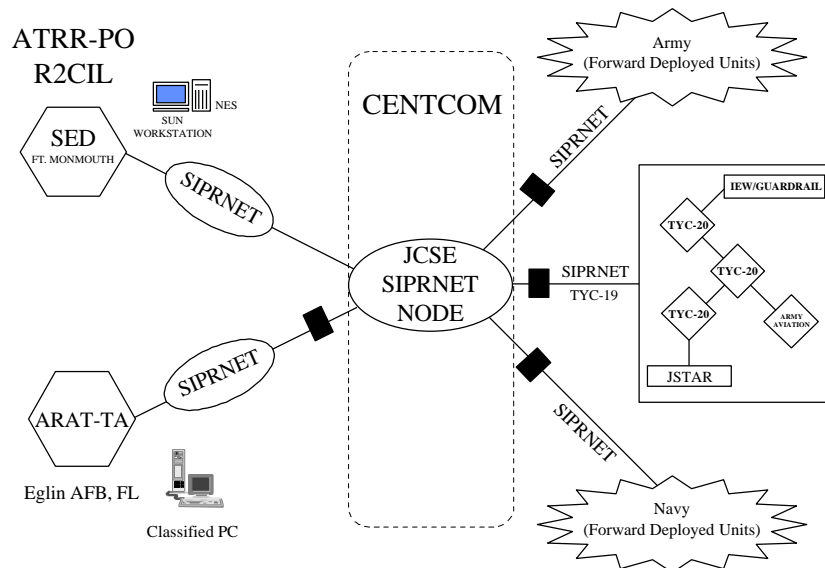 ATRR-PO
R2CIL
SED
FT. MONMOUTH
NES
SUN
WORKSTATION
SIPRNET
ARAT-TA
Eglin AFB, FL
SIPRNET
Classified PC
CENTCOM
JCSE
SIPRNET
NODE
SIPRNET
Army
(Forward Deployed Units)
SIPRNET
TYC-19
IEW/GUARDRAIL
TYC-20
TYC-20
TYC-20
ARMY
AVIATION
JSTAR
SIPRNET
Navy
(Forward Deployed Units)